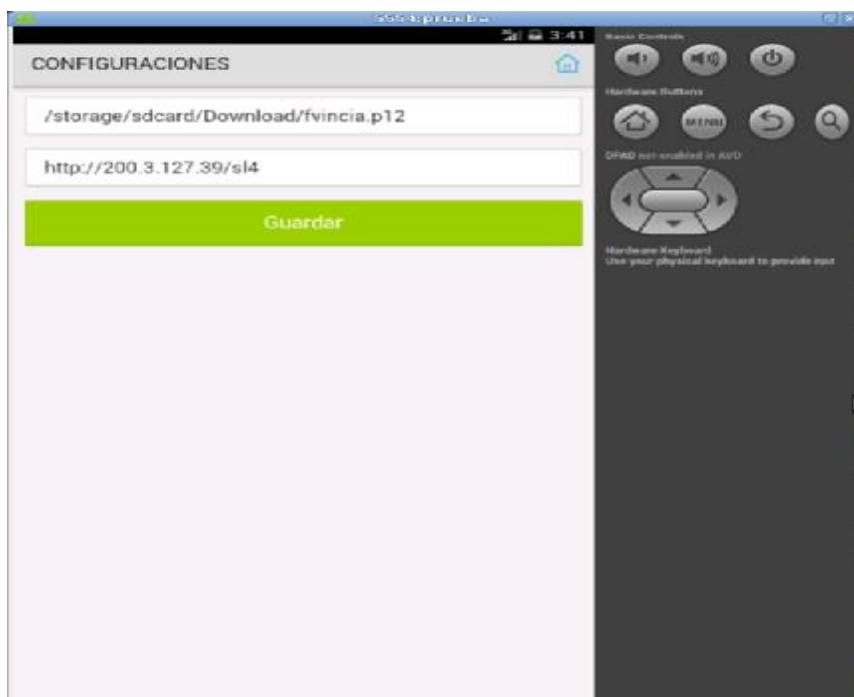 5554:prueba
3:41
CONFIGURACIONES
/storage/sdcard/Download/fvincia.p12
http://200.3.127.39/sl4
Guardar
Basic Controls
Hardware Buttons
MENU
DPAD not enabled in AVD
Hardware Keyboard
Use your physical keyboard to provide input